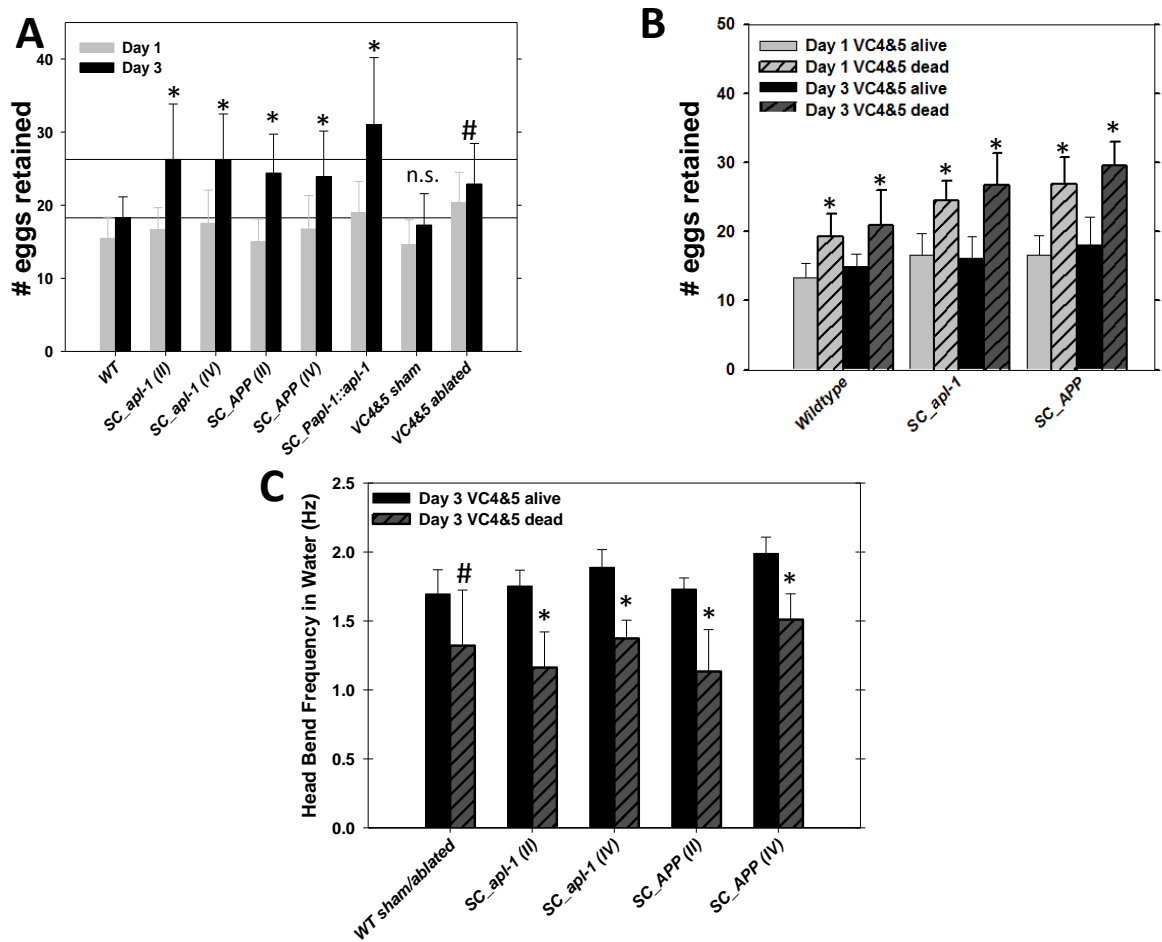 A
Day 1
Day 3
# eggs retained
40
30
20
10
0
*
*
*
*
*
n.s.
#
WT
SC_apl-1 (II)
SC_apl-1 (IV)
SC_APP (II)
SC_APP (IV)
SC_Papl-1::apl-1
VC4&5 sham
VC4&5 ablated
B
Day 1 VC4&5 alive
Day 1 VC4&5 dead
Day 3 VC4&5 alive
Day 3 VC4&5 dead
# eggs retained
50
40
30
20
10
0
*
*
*
*
*
*
Wildtype
SC_apl-1
SC_APP
C
Day 3 VC4&5 alive
Day 3 VC4&5 dead
Head Bend Frequency in Water (Hz)
2.5
2.0
1.5
1.0
0.5
0.0
#
*
*
*
*
WT sham/ablated
SC_apl-1 (II)
SC_apl-1 (IV)
SC_APP (II)
SC_APP (IV)